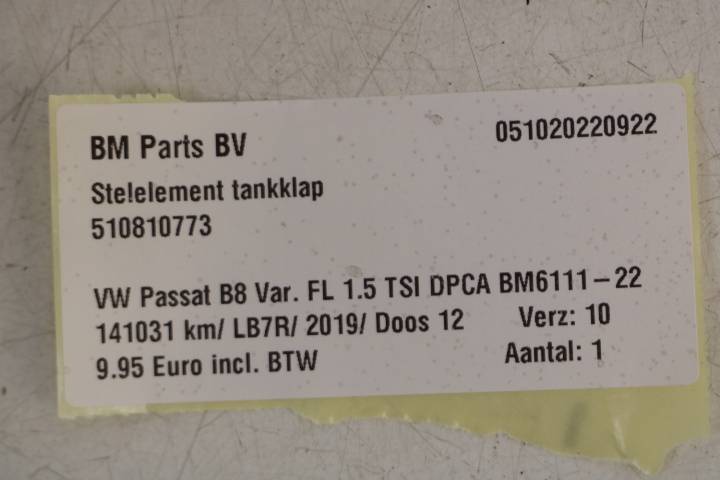 BM Parts BV 051020220922
Stelelement tankklap
510810773
VW Passat B8 Var. FL 1.5 TSI DPCA BM6111-22
141031 km/ LB7R/ 2019/ Doos 12 Verz: 10
9.95 Euro incl. BTW Aantal: 1